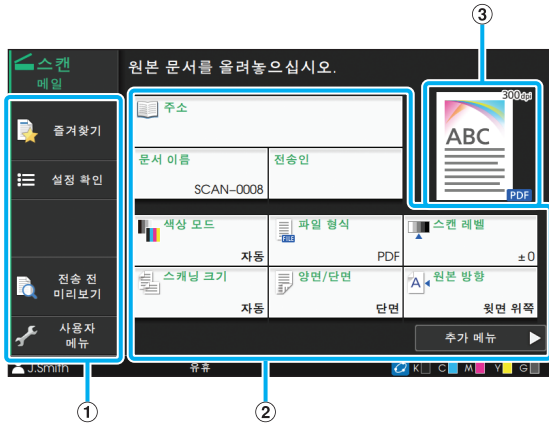 ③
스캔
메일
원본 문서를 올려놓으십시오.
300dpi
ABC
PDF
즐겨찾기
설정 확인
전송 전
미리보기
사용자
메뉴
주소
문서 이름
SCAN-0008
전송인
색상 모드
자동
파일 형식
FILE
PDF
스캔 레벨
±0
스캐닝 크기
자동
양면/단면
단면
원본 방향
A
윗면 위쪽
추가 메뉴
J.Smith
유휴
K C M Y G
①
②